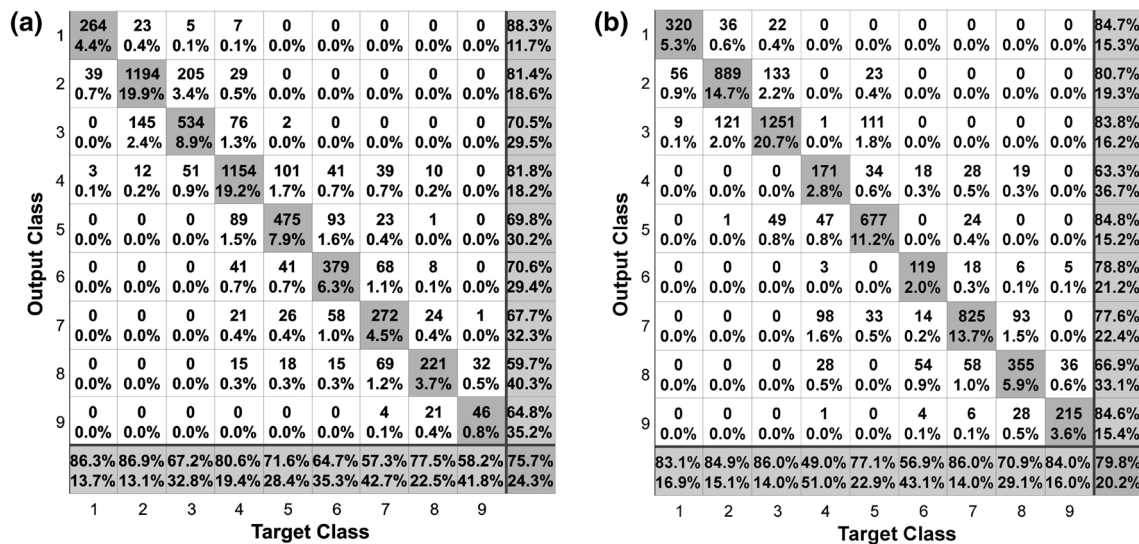 (a)
1 264 23 5 7 0 0 0 0 0 88.3%
4.4% 0.4% 0.1% 0.1% 0.0% 0.0% 0.0% 0.0% 0.0% 11.7%
2 39 1194 205 29 0 0 0 0 0 81.4%
0.7% 19.9% 3.4% 0.5% 0.0% 0.0% 0.0% 0.0% 0.0% 18.6%
3 0 145 534 76 2 0 0 0 0 70.5%
0.0% 2.4% 8.9% 1.3% 0.0% 0.0% 0.0% 0.0% 0.0% 29.5%
4 3 12 51 1154 101 41 39 10 0 81.8%
0.1% 0.2% 0.9% 19.2% 1.7% 0.7% 0.7% 0.2% 0.0% 18.2%
5 0 0 0 89 475 93 23 1 0 69.8%
0.0% 0.0% 0.0% 1.5% 7.9% 1.6% 0.4% 0.0% 0.0% 30.2%
6 0 0 0 41 41 379 68 8 0 70.6%
0.0% 0.0% 0.0% 0.7% 0.7% 6.3% 1.1% 0.1% 0.0% 29.4%
7 0 0 0 21 26 58 272 24 1 67.7%
0.0% 0.0% 0.0% 0.4% 0.4% 1.0% 4.5% 0.4% 0.0% 32.3%
8 0 0 0 15 18 15 69 221 32 59.7%
0.0% 0.0% 0.0% 0.3% 0.3% 0.3% 1.2% 3.7% 0.5% 40.3%
9 0 0 0 0 0 0 4 21 46 64.8%
0.0% 0.0% 0.0% 0.0% 0.0% 0.0% 0.1% 0.4% 0.8% 35.2%
86.3% 86.9% 67.2% 80.6% 71.6% 64.7% 57.3% 77.5% 58.2% 75.7%
13.7% 13.1% 32.8% 19.4% 28.4% 35.3% 42.7% 22.5% 41.8% 24.3%
1 2 3 4 5 6 7 8 9
Target Class
Output Class
(b)
1 320 36 22 0 0 0 0 0 0 84.7%
5.3% 0.6% 0.4% 0.0% 0.0% 0.0% 0.0% 0.0% 0.0% 15.3%
2 56 889 133 0 23 0 0 0 0 80.7%
0.9% 14.7% 2.2% 0.0% 0.4% 0.0% 0.0% 0.0% 0.0% 19.3%
3 9 121 1251 1 111 0 0 0 0 83.8%
0.1% 2.0% 20.7% 0.0% 1.8% 0.0% 0.0% 0.0% 0.0% 16.2%
4 0 0 0 171 34 18 28 19 0 63.3%
0.0% 0.0% 0.0% 2.8% 0.6% 0.3% 0.5% 0.3% 0.0% 36.7%
5 0 1 49 47 677 0 24 0 0 84.8%
0.0% 0.0% 0.8% 0.8% 11.2% 0.0% 0.4% 0.0% 0.0% 15.2%
6 0 0 0 3 0 119 18 6 5 78.8%
0.0% 0.0% 0.0% 0.0% 0.0% 2.0% 0.3% 0.1% 0.1% 21.2%
7 0 0 0 98 33 14 825 93 0 77.6%
0.0% 0.0% 0.0% 1.6% 0.5% 0.2% 13.7% 1.5% 0.0% 22.4%
8 0 0 0 28 0 54 58 355 36 66.9%
0.0% 0.0% 0.0% 0.5% 0.0% 0.9% 1.0% 5.9% 0.6% 33.1%
9 0 0 0 1 0 4 6 28 215 84.6%
0.0% 0.0% 0.0% 0.0% 0.0% 0.1% 0.1% 0.5% 3.6% 15.4%
83.1% 84.9% 86.0% 49.0% 77.1% 56.9% 86.0% 70.9% 84.0% 79.8%
16.9% 15.1% 14.0% 51.0% 22.9% 43.1% 14.0% 29.1% 16.0% 20.2%
1 2 3 4 5 6 7 8 9
Target Class
Output Class